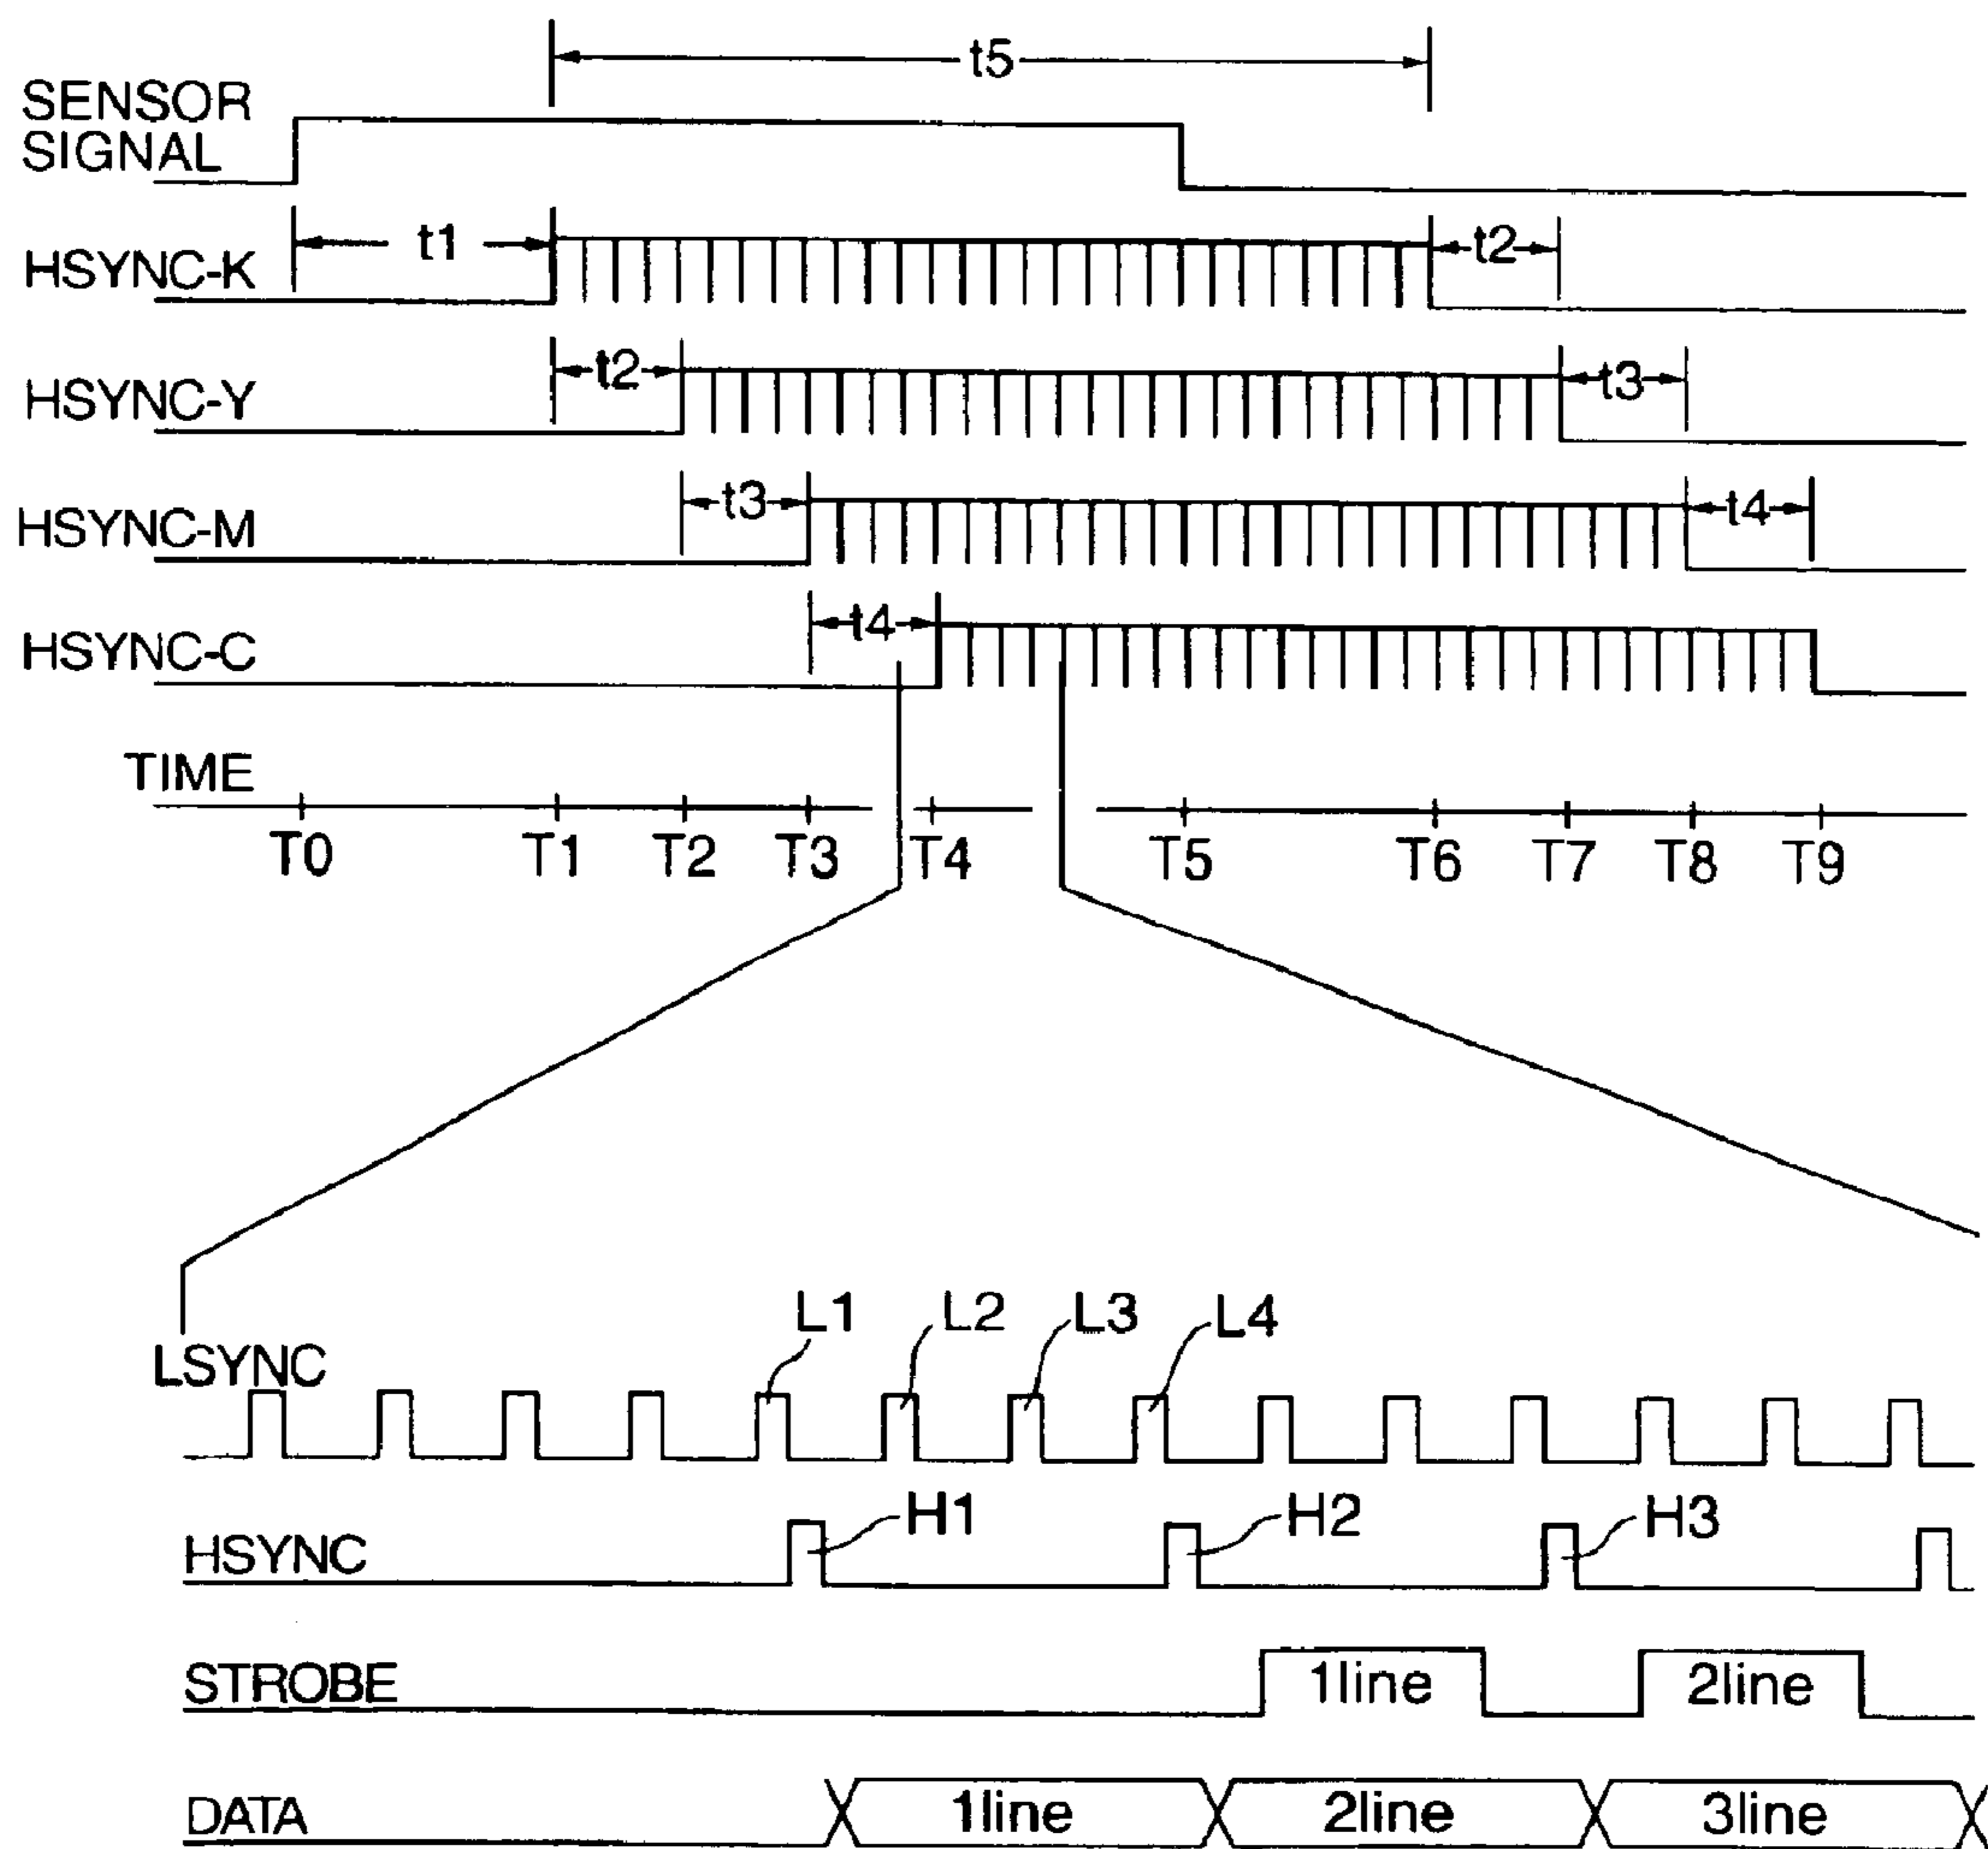 t5
SENSOR
SIGNAL
t1
t2
HSYNC-K
t2
t3
HSYNC-Y
t3
t4
HSYNC-M
t4
HSYNC-C
TIME
T0 T1 T2 T3 T4 T5 T6 T7 T8 T9
L1 L2 L3 L4
LSYNC
H1 H2 H3
HSYNC
STROBE 1line 2line
DATA 1line 2line 3line